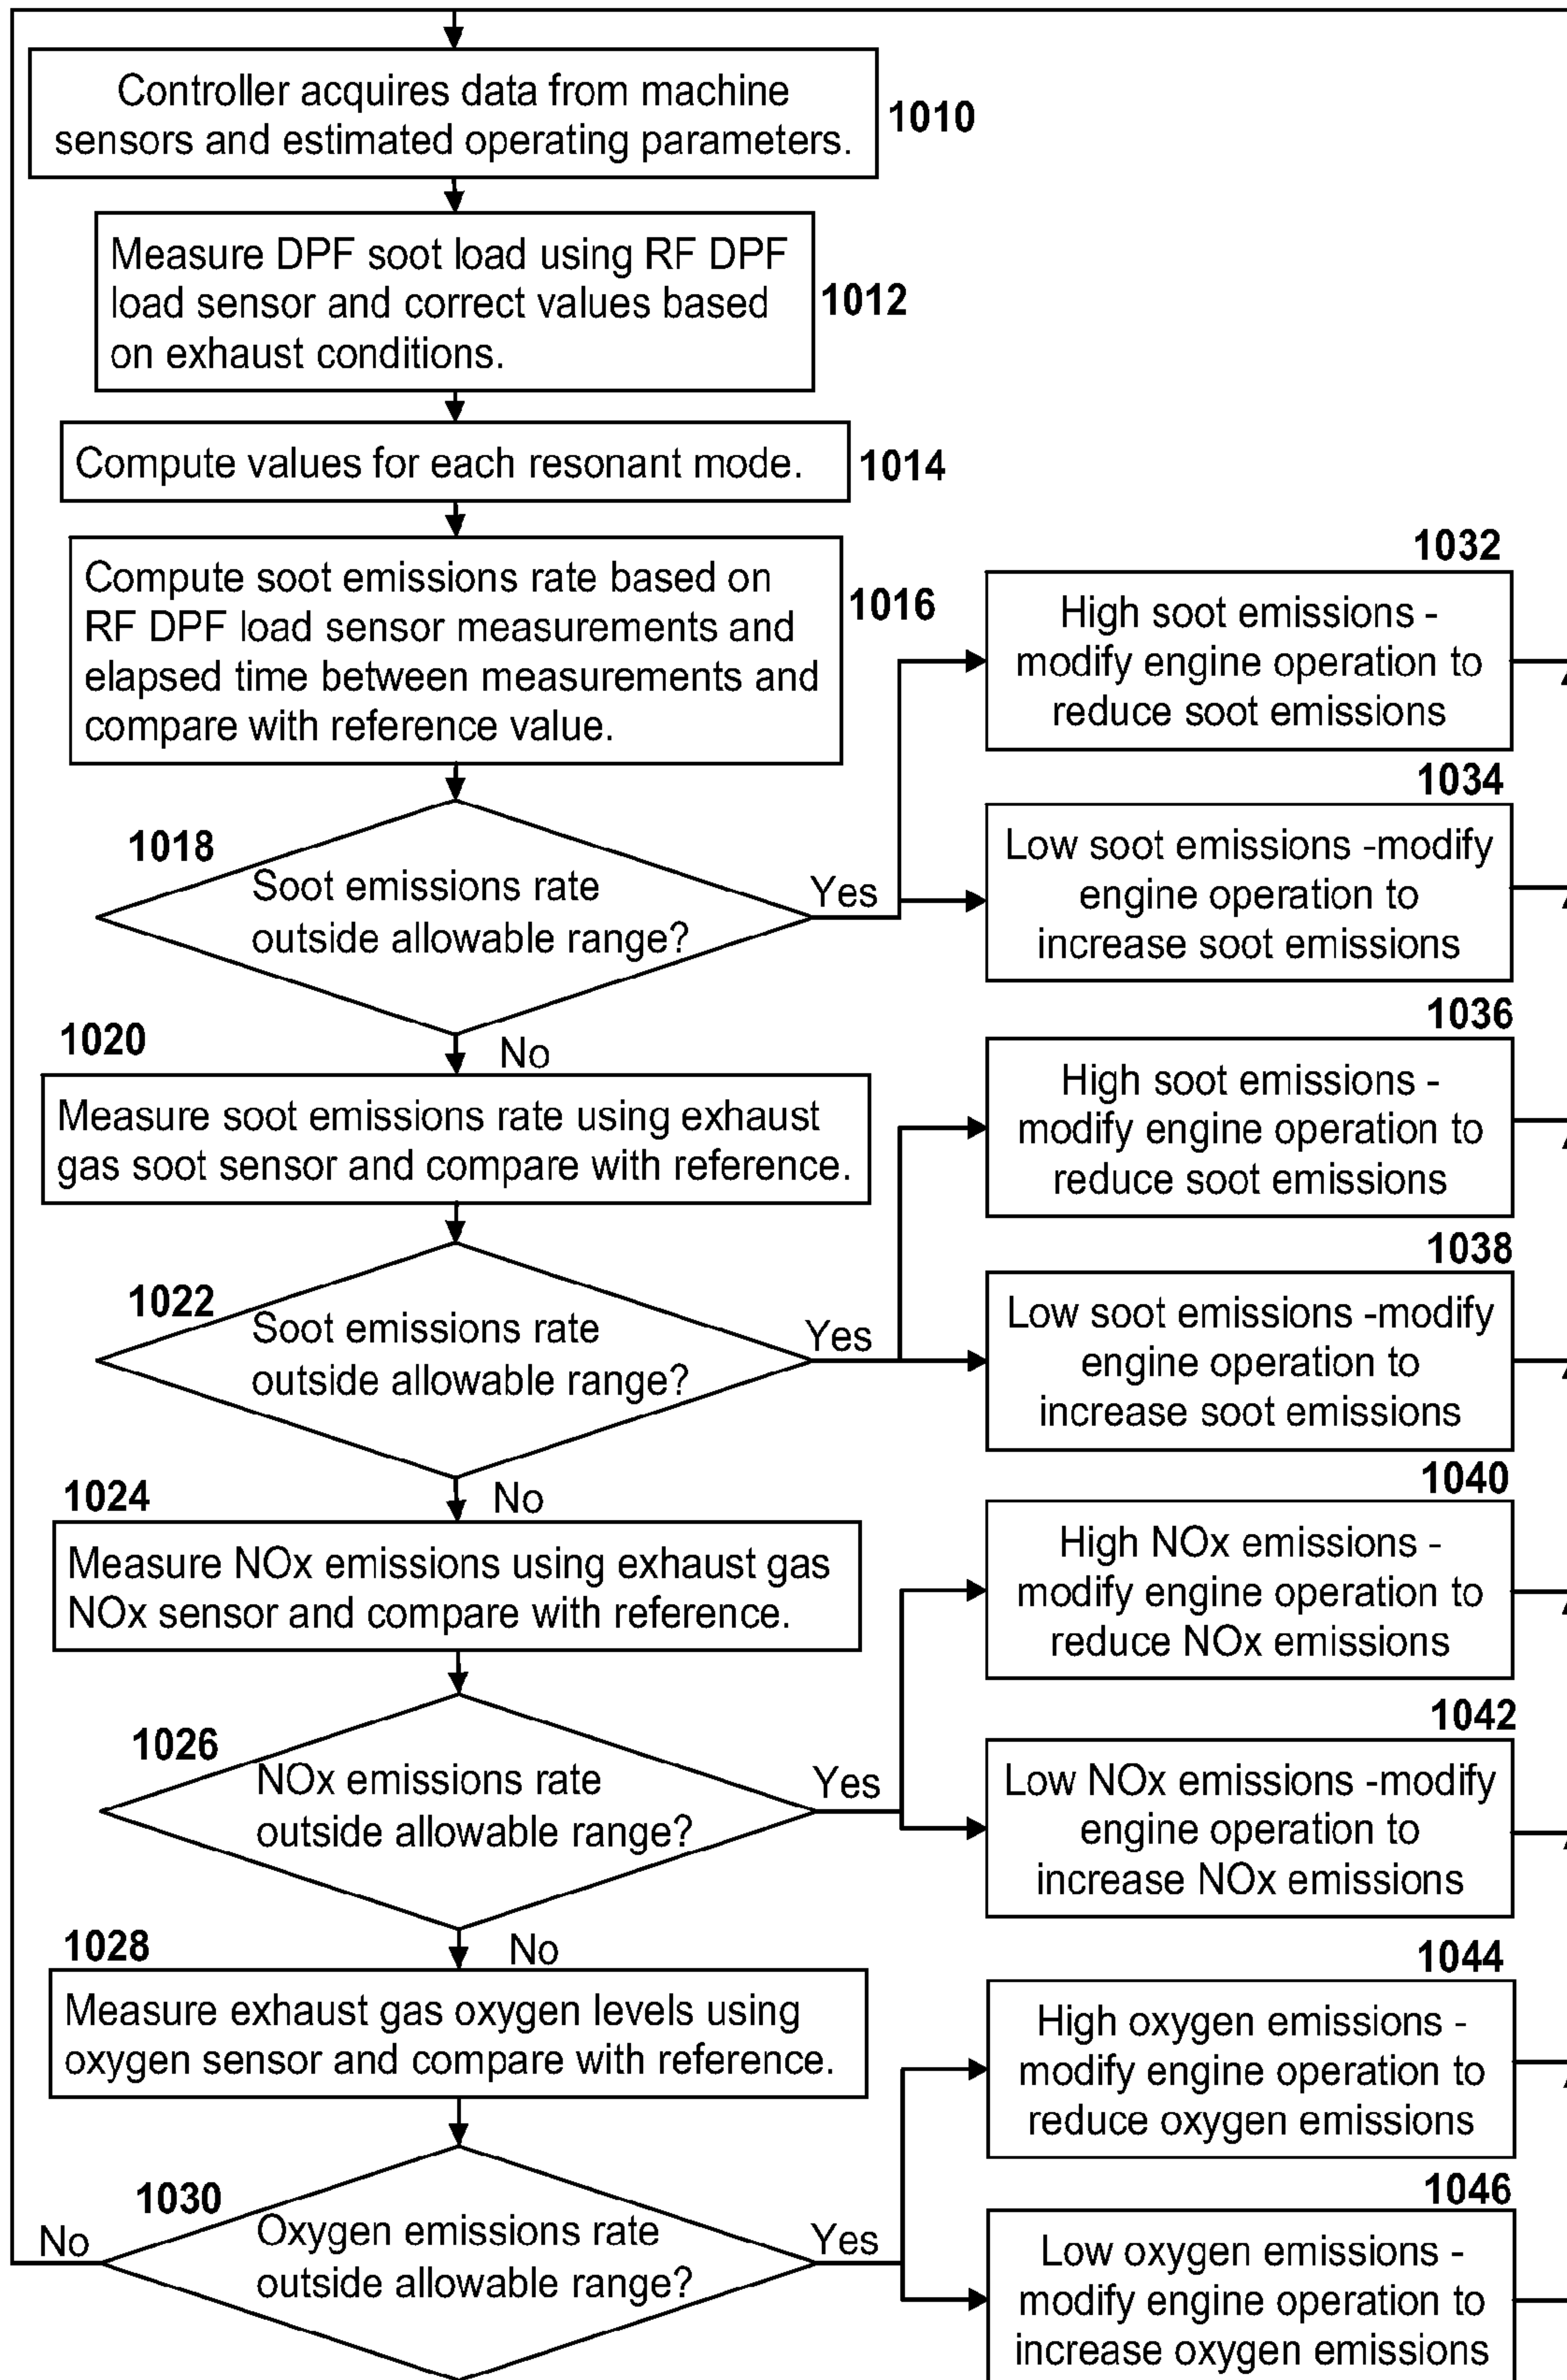 Controller acquires data from machine
sensors and estimated operating parameters.
1010
Measure DPF soot load using RF DPF
load sensor and correct values based
on exhaust conditions.
1012
Compute values for each resonant mode.
1014
Compute soot emissions rate based on
RF DPF load sensor measurements and
elapsed time between measurements and
compare with reference value.
1016
1032
High soot emissions -
modify engine operation to
reduce soot emissions
1018
Soot emissions rate
outside allowable range?
Yes
1034
Low soot emissions -modify
engine operation to
increase soot emissions
No
1020
Measure soot emissions rate using exhaust
gas soot sensor and compare with reference.
1036
High soot emissions -
modify engine operation to
reduce soot emissions
1022
Soot emissions rate
outside allowable range?
Yes
1038
Low soot emissions -modify
engine operation to
increase soot emissions
No
1024
Measure NOx emissions using exhaust gas
NOx sensor and compare with reference.
1040
High NOx emissions -
modify engine operation to
reduce NOx emissions
1026
NOx emissions rate
outside allowable range?
Yes
1042
Low NOx emissions -modify
engine operation to
increase NOx emissions
No
1028
Measure exhaust gas oxygen levels using
oxygen sensor and compare with reference.
1044
High oxygen emissions -
modify engine operation to
reduce oxygen emissions
1030
Oxygen emissions rate
outside allowable range?
No
Yes
1046
Low oxygen emissions -
modify engine operation to
increase oxygen emissions